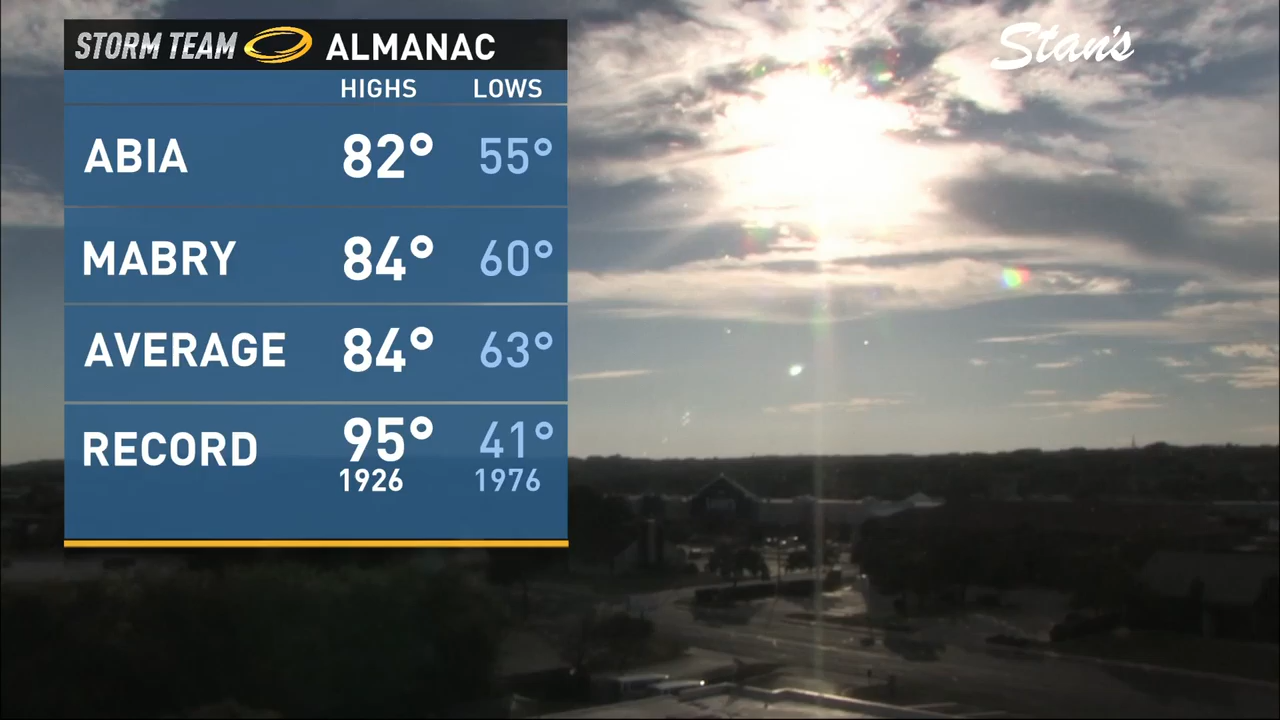 STORM TEAM ALMANAC
HIGHS LOWS
ABIA 82° 55°
MABRY 84° 60°
AVERAGE 84° 63°
RECORD 95° 41°
1926 1976
Stan's